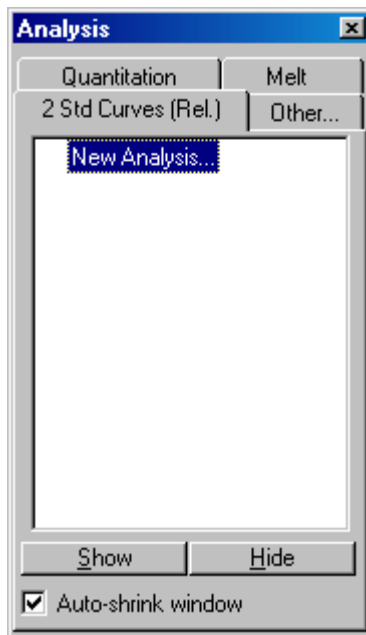 Analysis
Quantitation Melt
2 Std Curves (Rel.) Other...
New Analysis...
Show Hide
Auto-shrink window